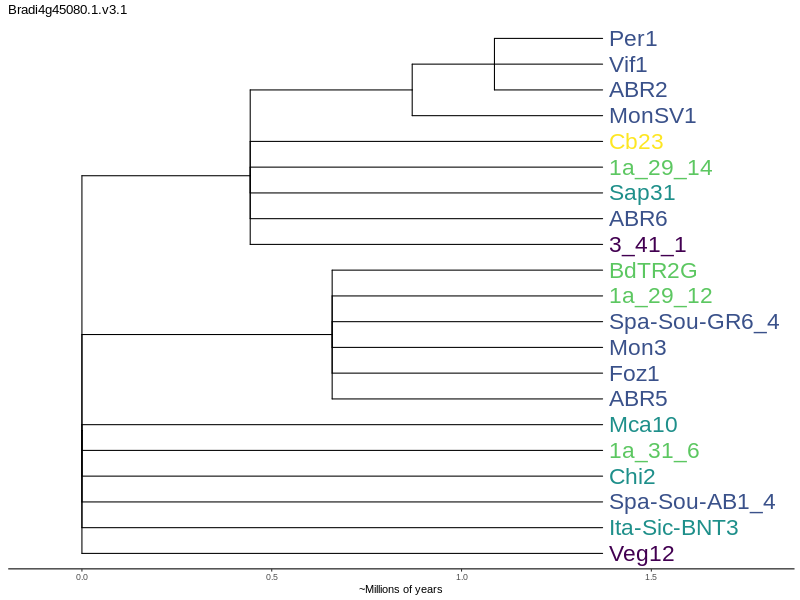 Bradi4g45080.1.v3.1
Per1
Vif1
ABR2
MonSV1
Cb23
1a_29_14
Sap31
ABR6
3_41_1
BdTR2G
1a_29_12
Spa-Sou-GR6_4
Mon3
Foz1
ABR5
Mca10
1a_31_6
Chi2
Spa-Sou-AB1_4
Ita-Sic-BNT3
Veg12
0.0 0.5 1.0 1.5
~Millions of years